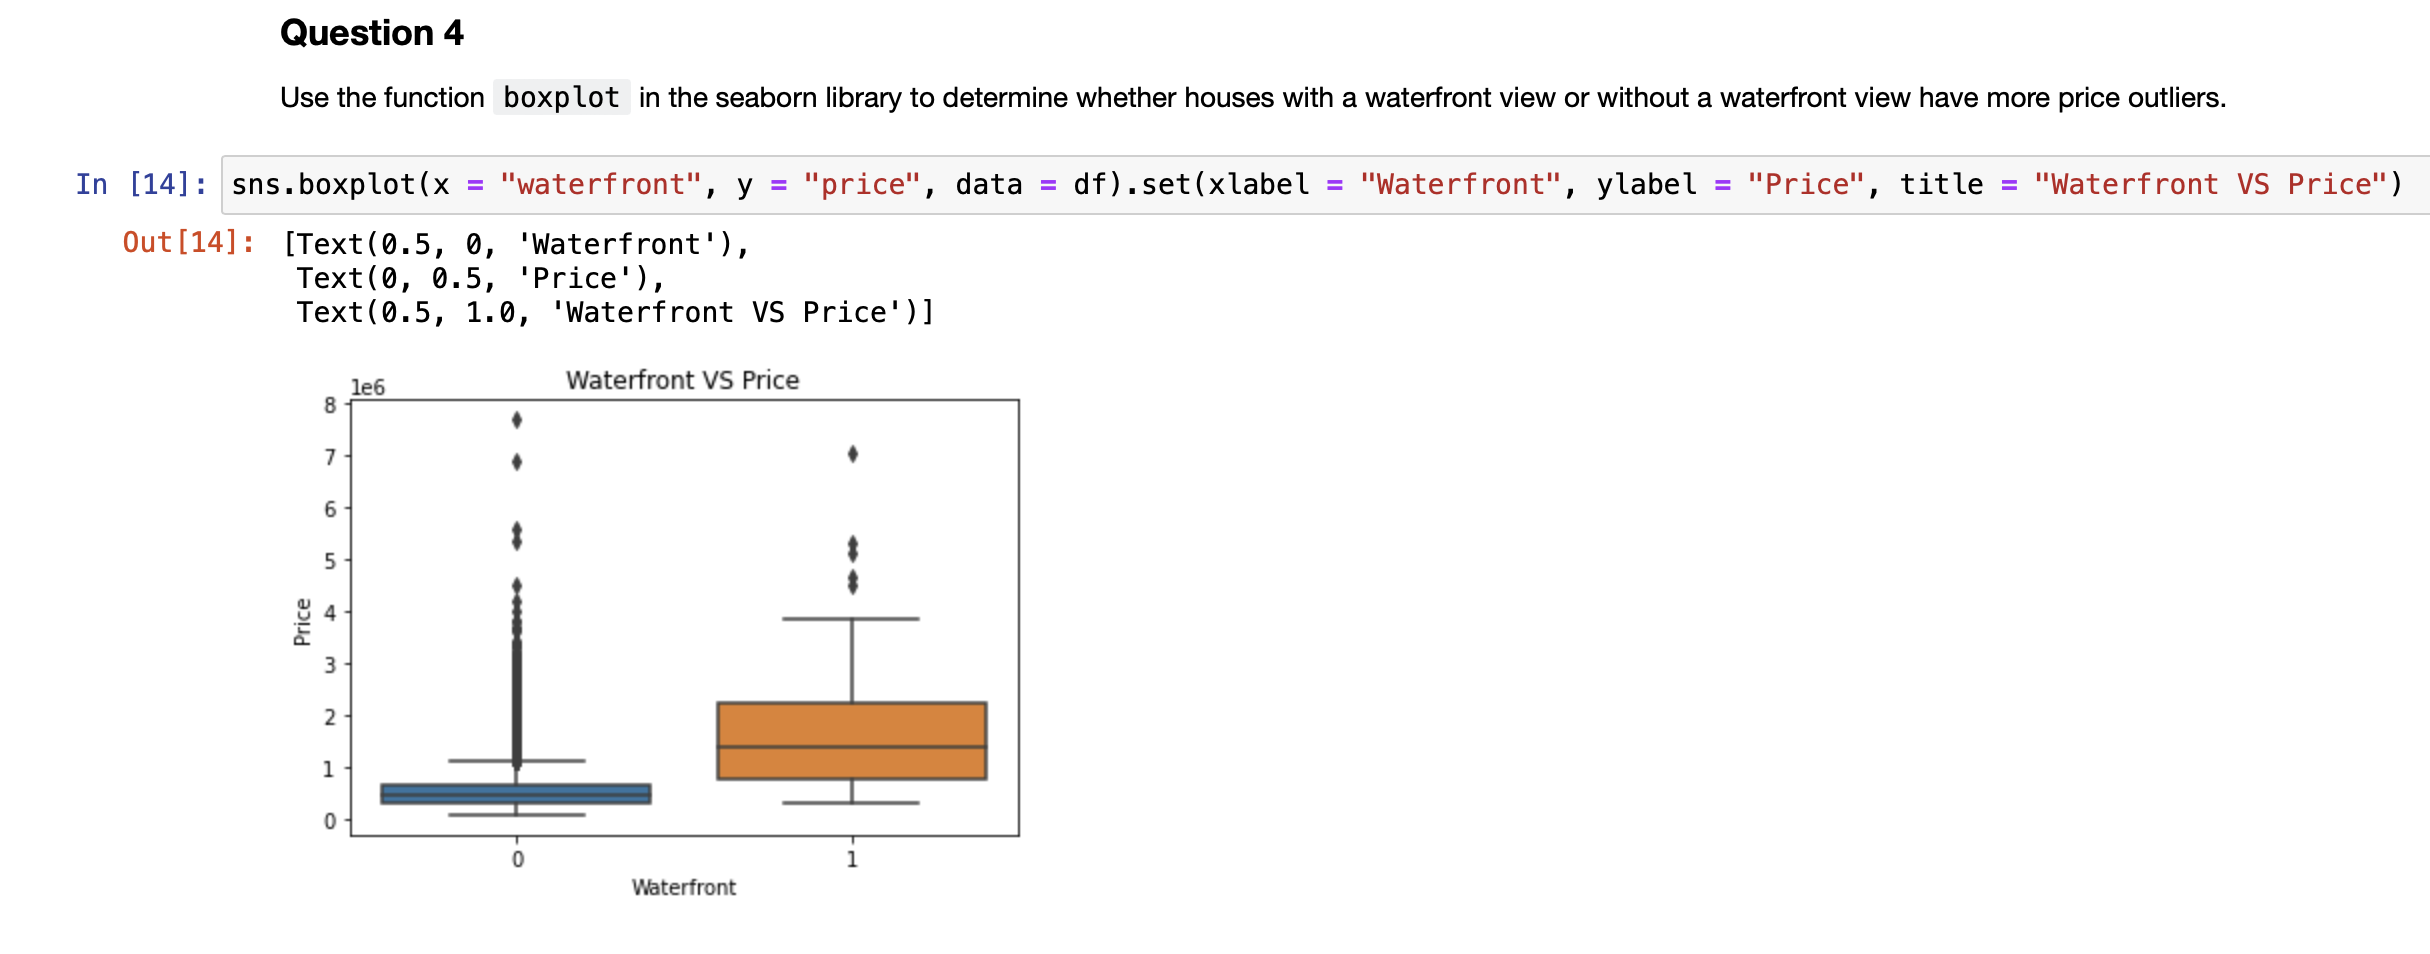 Question 4
Use the function boxplot in the seaborn library to determine whether houses with a waterfront view or without a waterfront view have more price outliers.
In [14]: sns.boxplot(x = "waterfront", y = "price", data = df).set(xlabel = "Waterfront", ylabel = "Price", title = "Waterfront VS Price")
Out[14]: [Text(0.5, 0, 'Waterfront'),
Text(0, 0.5, 'Price'),
Text(0.5, 1.0, 'Waterfront VS Price')]
Waterfront VS Price
1e6
8
7
6
5
4
3
2
1
0
Price
0 1
Waterfront